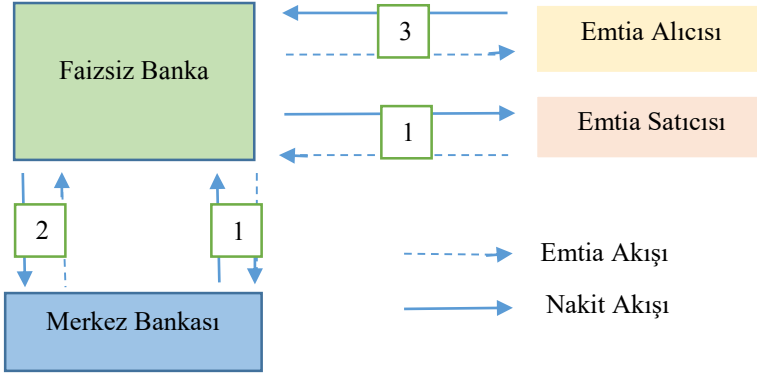 3
Emtia Alıcısı
Faizsiz Banka
1
Emtia Satıcısı
2
1
Emtia Akışı
Nakit Akışı
Merkez Bankası